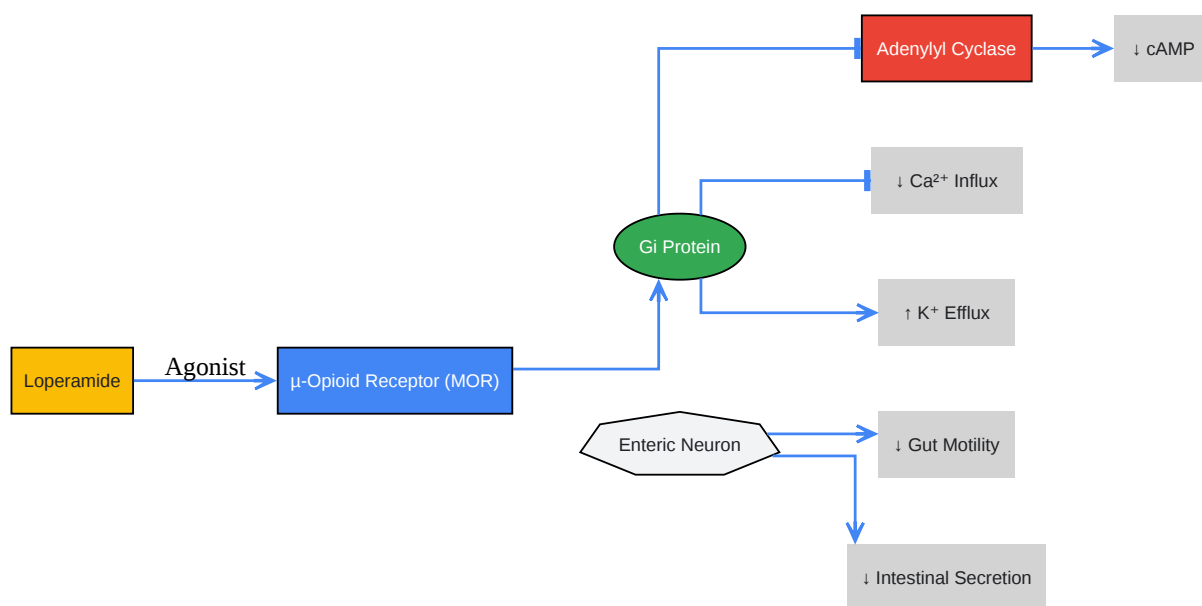 Adenylyl Cyclase
↓ cAMP
↓ Ca²⁺ Influx
Gi Protein
↑ K⁺ Efflux
Loperamide
Agonist
µ-Opioid Receptor (MOR)
Enteric Neuron
↓ Gut Motility
↓ Intestinal Secretion